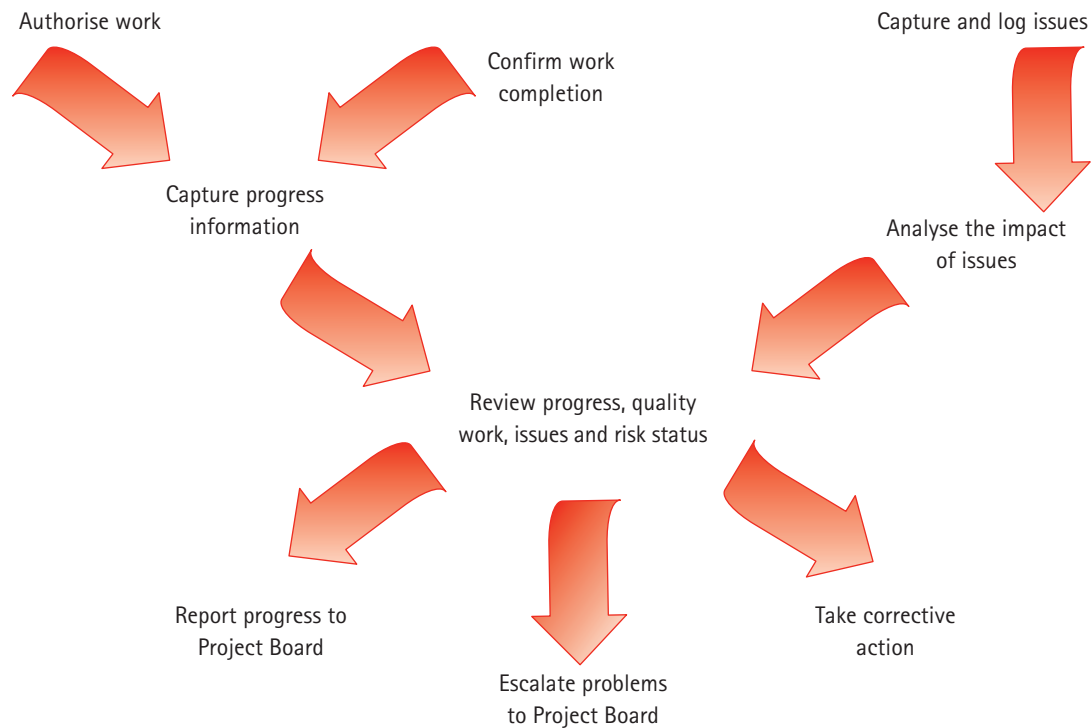 Authorise work
Capture and log issues
Confirm work
completion
Capture progress
information
Analyse the impact
of issues
Review progress, quality
work, issues and risk status
Report progress to
Project Board
Take corrective
action
Escalate problems
to Project Board